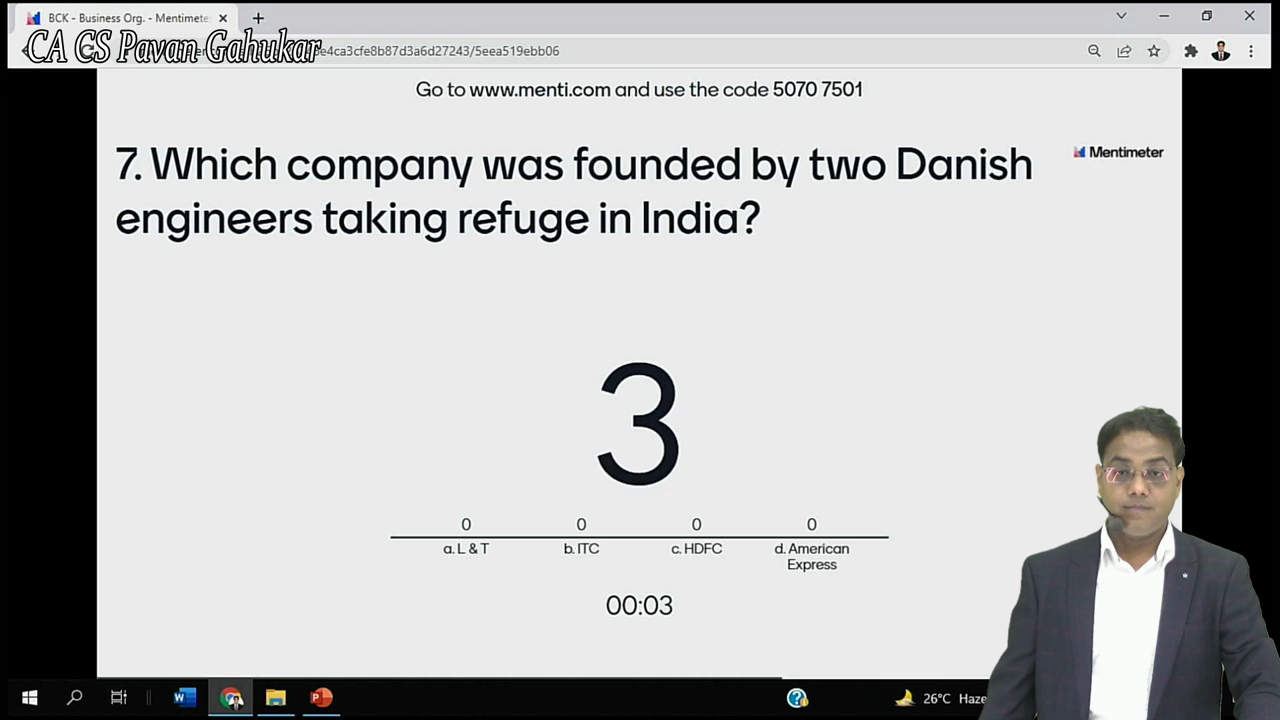 BCK - Business Org. - Mentimete
CA CS Pavan Gahukar
e4ca3cfe8b87d3a6d27243/5eea519ebb06
Go to www.menti.com and use the code 5070 7501
7. Which company was founded by two Danish
engineers taking refuge in India?
Mentimeter
3
0 0 0 0
a. L & T b. ITC c. HDFC d. American
Express
00:03
26°C Haze